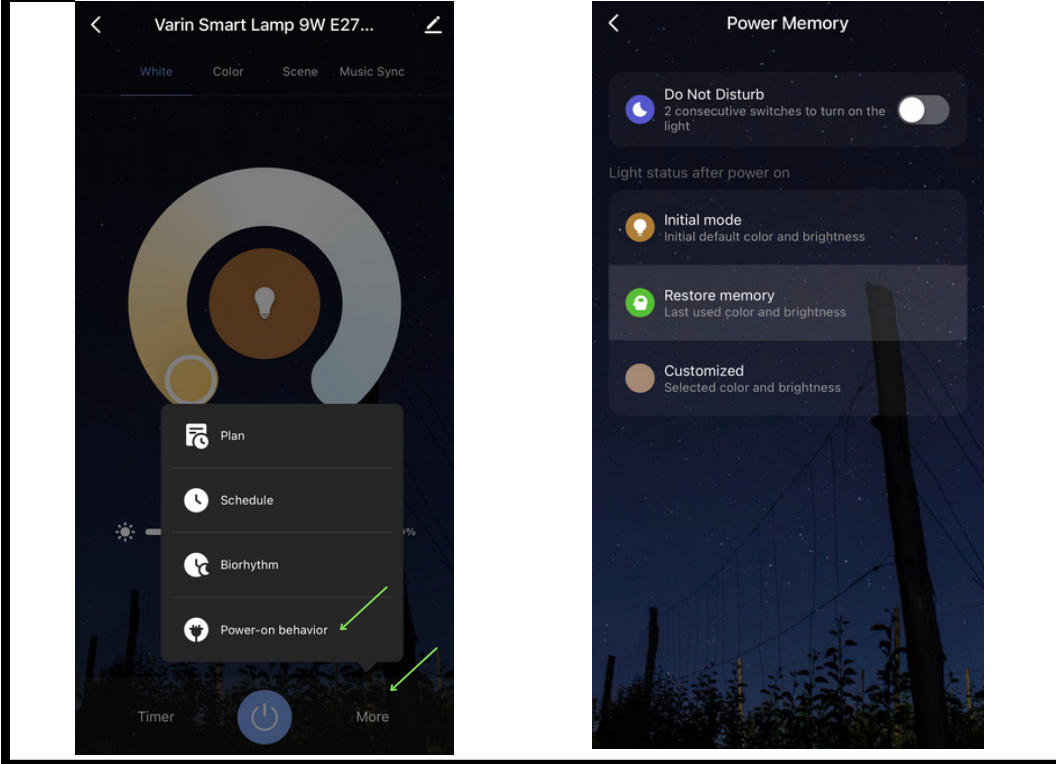 Varin Smart Lamp 9W E27...
White Color Scene Music Sync
Plan
Schedule
Biorhythm
Power-on behavior
Timer
More
Power Memory
Do Not Disturb
2 consecutive switches to turn on the
light
Light status after power on
Initial mode
Initial default color and brightness
Restore memory
Last used color and brightness
Customized
Selected color and brightness